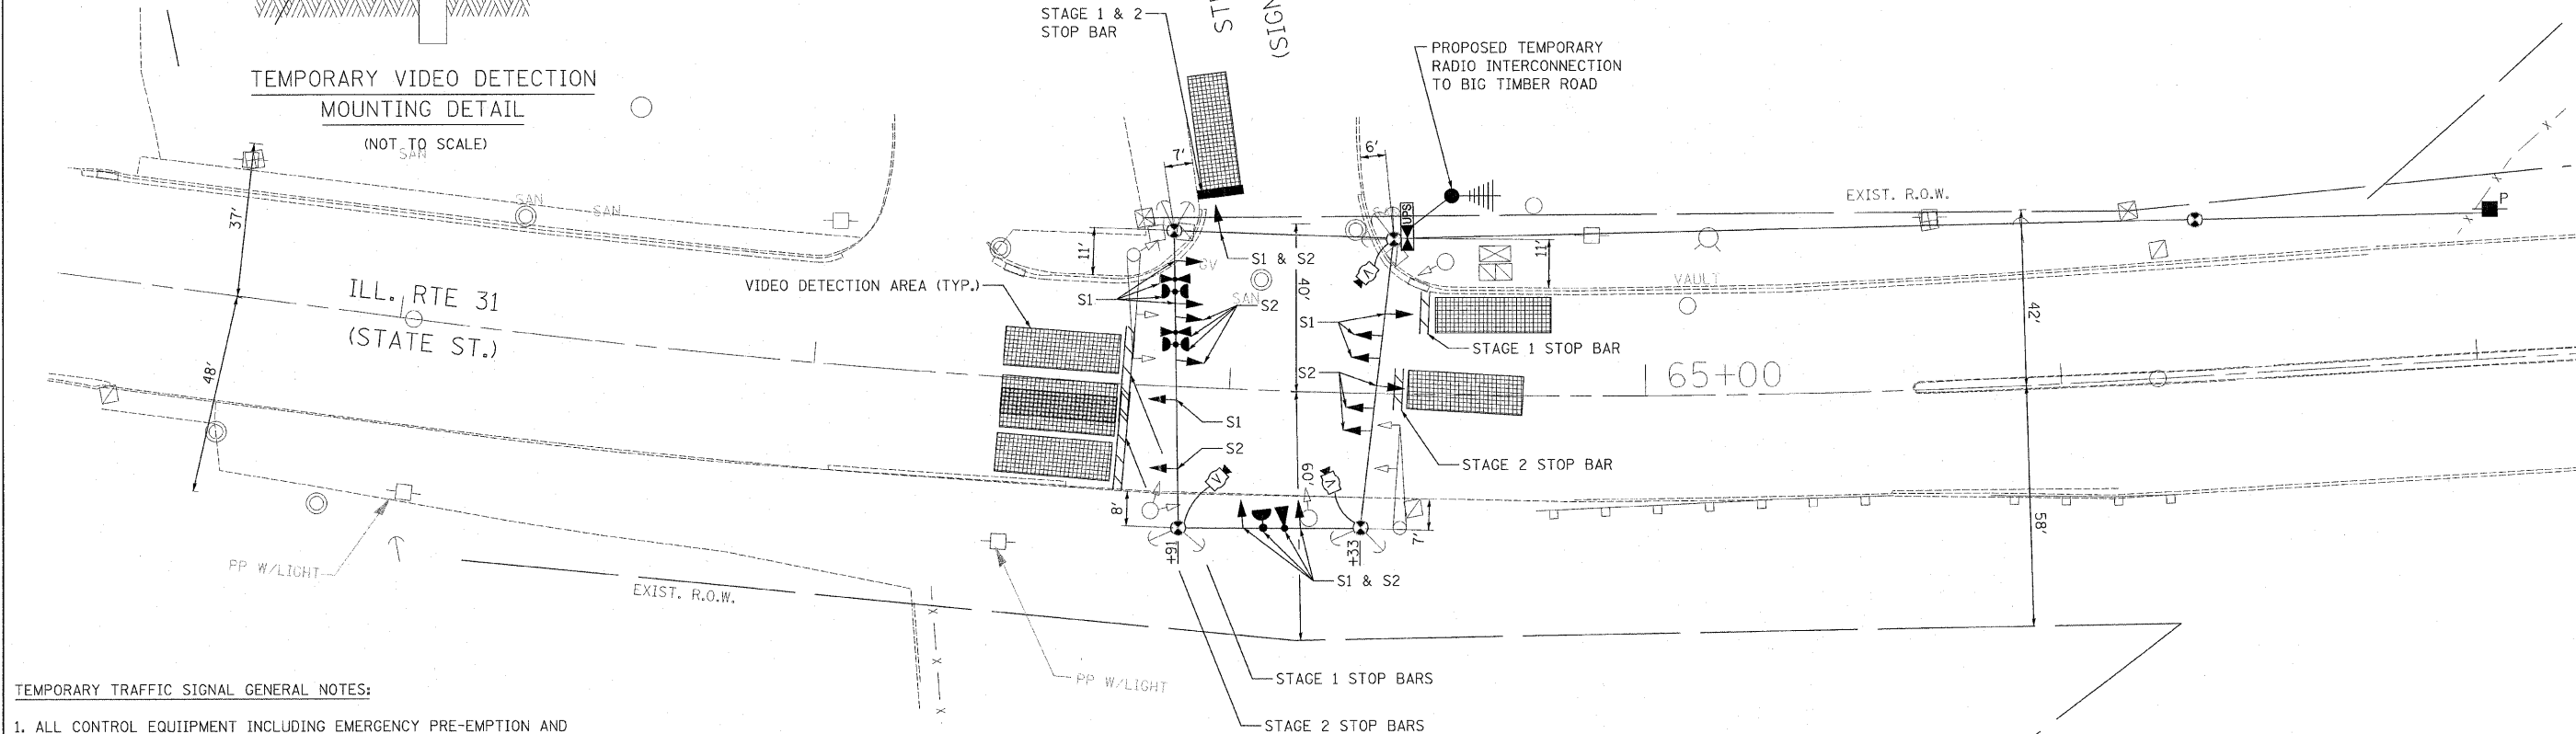 STAGE 1 & 2
STOP BAR
(SIGN
PROPOSED TEMPORARY
RADIO INTERCONNECTION
TO BIG TIMBER ROAD
TEMPORARY VIDEO DETECTION
MOUNTING DETAIL
(NOT TO SCALE)
SAN
SAN
SAN
7'
6'
UPS
EXIST. R.O.W.
P
37'
11'
11'
S1 & S2
GV
VIDEO DETECTION AREA (TYP.)
S1
SAN
S2
40'
VAULT
ILL. RTE 31
(STATE ST.)
S1
42'
STAGE 1 STOP BAR
48'
S2
65+00
S1
S2
STAGE 2 STOP BAR
60'
V
V
V
8'
7'
58'
+91
+33
PP W/LIGHT
S1 & S2
EXIST. R.O.W.
X
X
X
X
X
STAGE 1 STOP BARS
PP W/LIGHT
TEMPORARY TRAFFIC SIGNAL GENERAL NOTES:
STAGE 2 STOP BARS
1. ALL CONTROL EQUIIPMENT INCLUDING EMERGENCY PRE-EMPTION AND